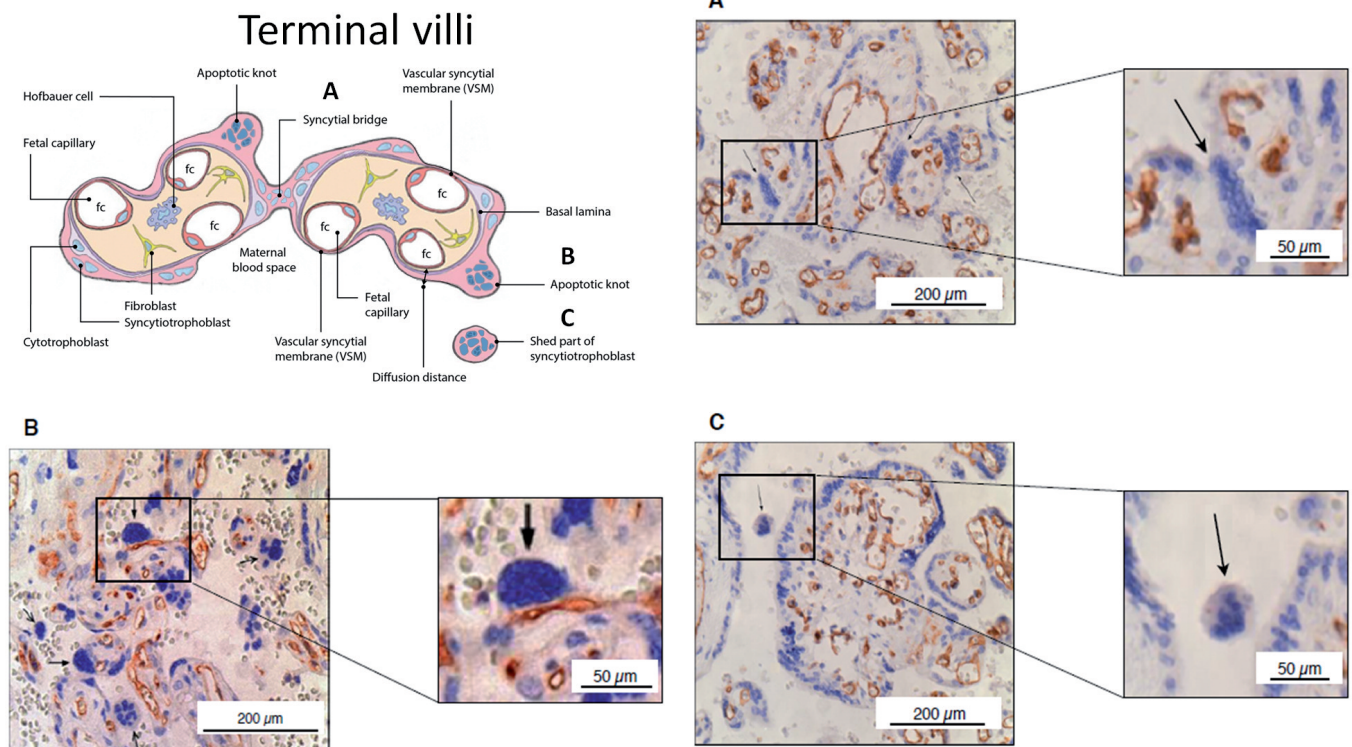 Terminal villi
Apoptotic knot
A
Vascular syncytial
membrane (VSM)
Hofbauer cell
Syncytial bridge
Fetal capillary
fc
fc
fc
fc
fc
fc
Basal lamina
Maternal
blood space
B
Apoptotic knot
Fibroblast
Syncytiotrophoblast
Cytotrophoblast
Fetal
capillary
C
Vascular syncytial
membrane (VSM)
Shed part of
syncytiotrophoblast
Diffusion distance
A
200 µm
50 µm
B
200 µm
50 µm
C
200 µm
50 µm